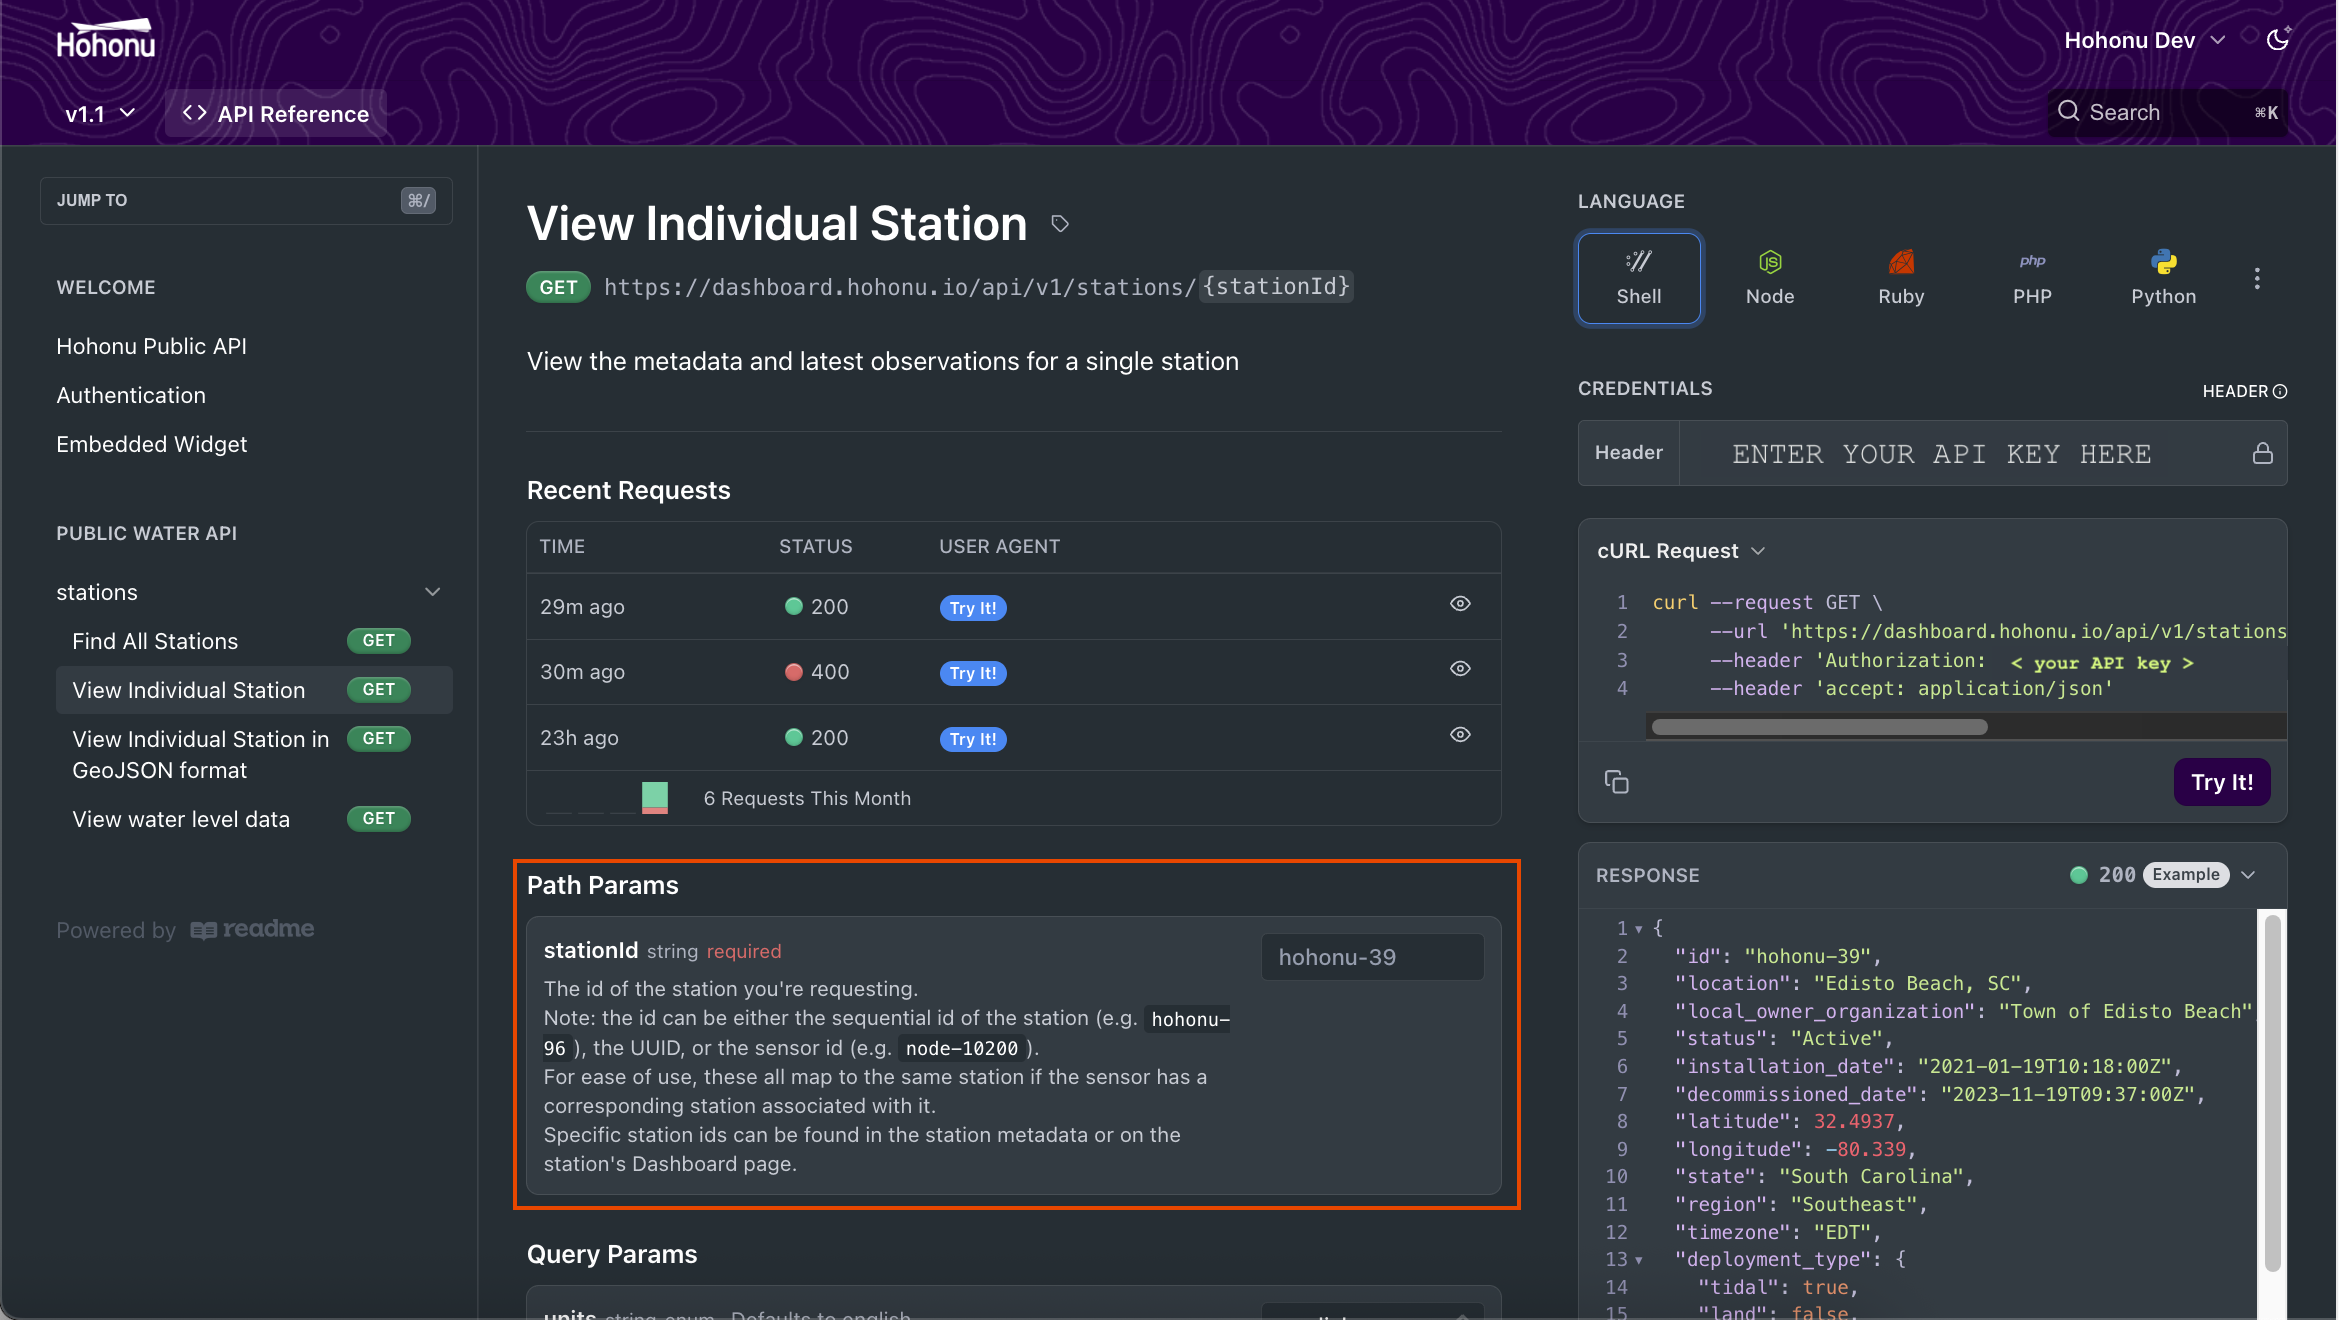 Hohonu
Hohonu Dev
v1.1
API Reference
Search ⌘K
JUMP TO ⌘/
WELCOME
Hohonu Public API
Authentication
Embedded Widget
PUBLIC WATER API
stations
Find All Stations GET
View Individual Station GET
View Individual Station in GET
GeoJSON format
View water level data GET
Powered by readme
View Individual Station
GET https://dashboard.hohonu.io/api/v1/stations/{stationId}
View the metadata and latest observations for a single station
Recent Requests
TIME STATUS USER AGENT
29m ago 200 Try It!
30m ago 400 Try It!
23h ago 200 Try It!
6 Requests This Month
Path Params
stationId string required
hohonu-39
The id of the station you're requesting.
Note: the id can be either the sequential id of the station (e.g. hohonu-
96 ), the UUID, or the sensor id (e.g. node-10200 ).
For ease of use, these all map to the same station if the sensor has a
corresponding station associated with it.
Specific station ids can be found in the station metadata or on the
station's Dashboard page.
Query Params
units string enum Defaults to english
LANGUAGE
Shell
JS
Node
Ruby
php
PHP
Python
CREDENTIALS
HEADER
Header ENTER YOUR API KEY HERE
cURL Request
1 curl --request GET \
2 --url 'https://dashboard.hohonu.io/api/v1/stations
3 --header 'Authorization: < your API key >
4 --header 'accept: application/json'
Try It!
RESPONSE 200 Example
1 {
2 "id": "hohonu-39",
3 "location": "Edisto Beach, SC",
4 "local_owner_organization": "Town of Edisto Beach"
5 "status": "Active",
6 "installation_date": "2021-01-19T10:18:00Z",
7 "decommissioned_date": "2023-11-19T09:37:00Z",
8 "latitude": 32.4937,
9 "longitude": -80.339,
10 "state": "South Carolina",
11 "region": "Southeast",
12 "timezone": "EDT",
13 "deployment_type": {
14 "tidal": true,
15 "land": false,